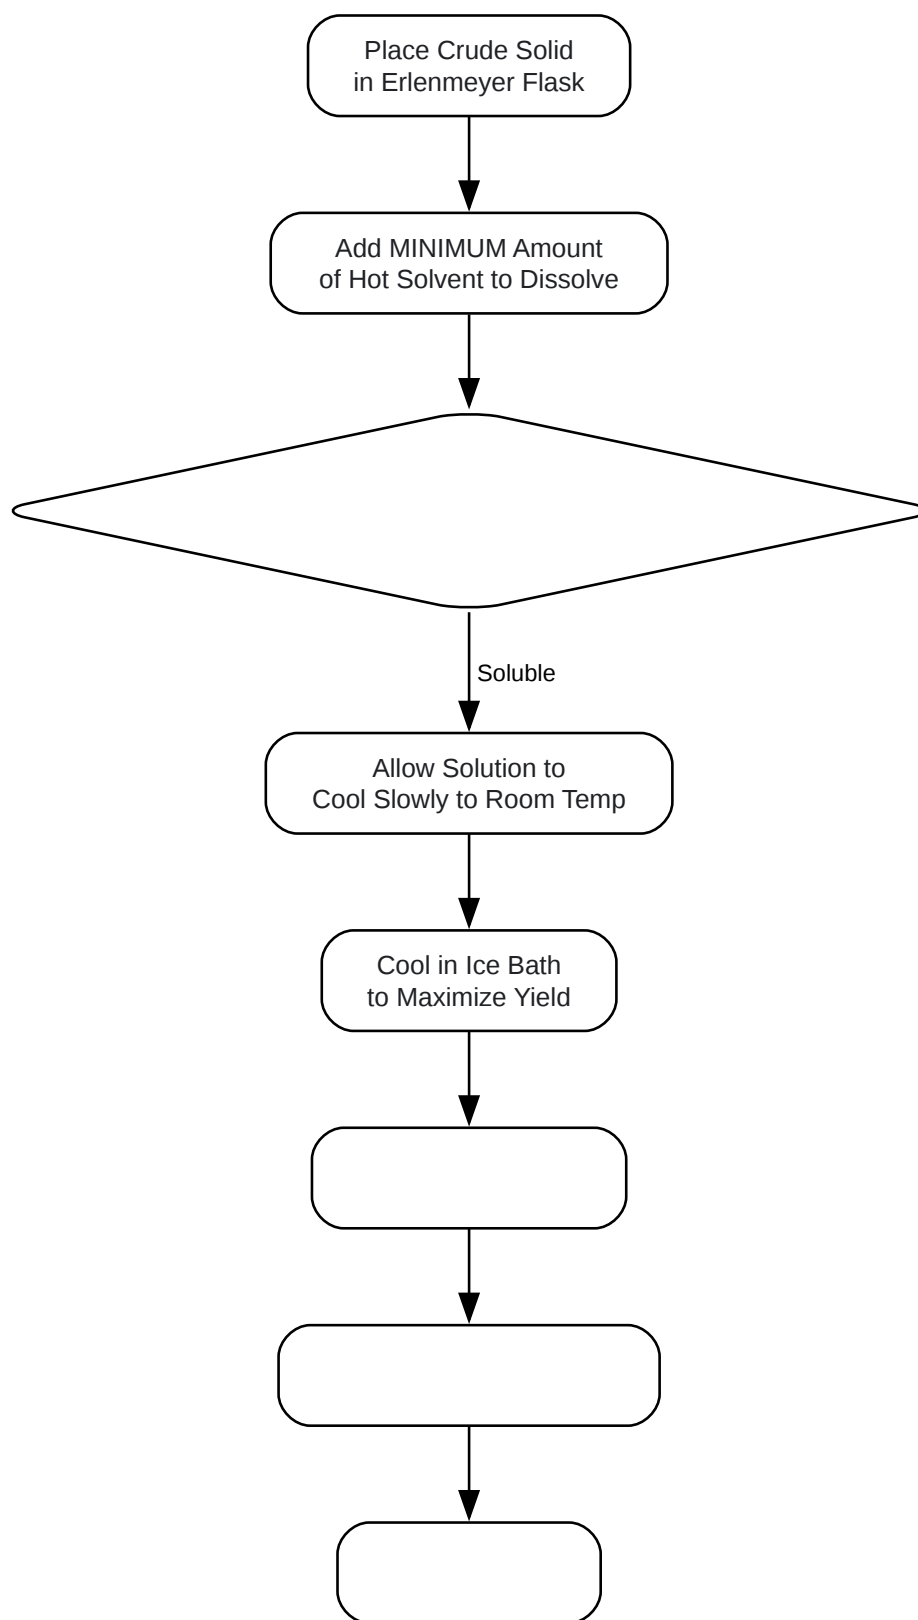 Place Crude Solid
in Erlenmeyer Flask
Add MINIMUM Amount
of Hot Solvent to Dissolve
Soluble
Allow Solution to
Cool Slowly to Room Temp
Cool in Ice Bath
to Maximize Yield